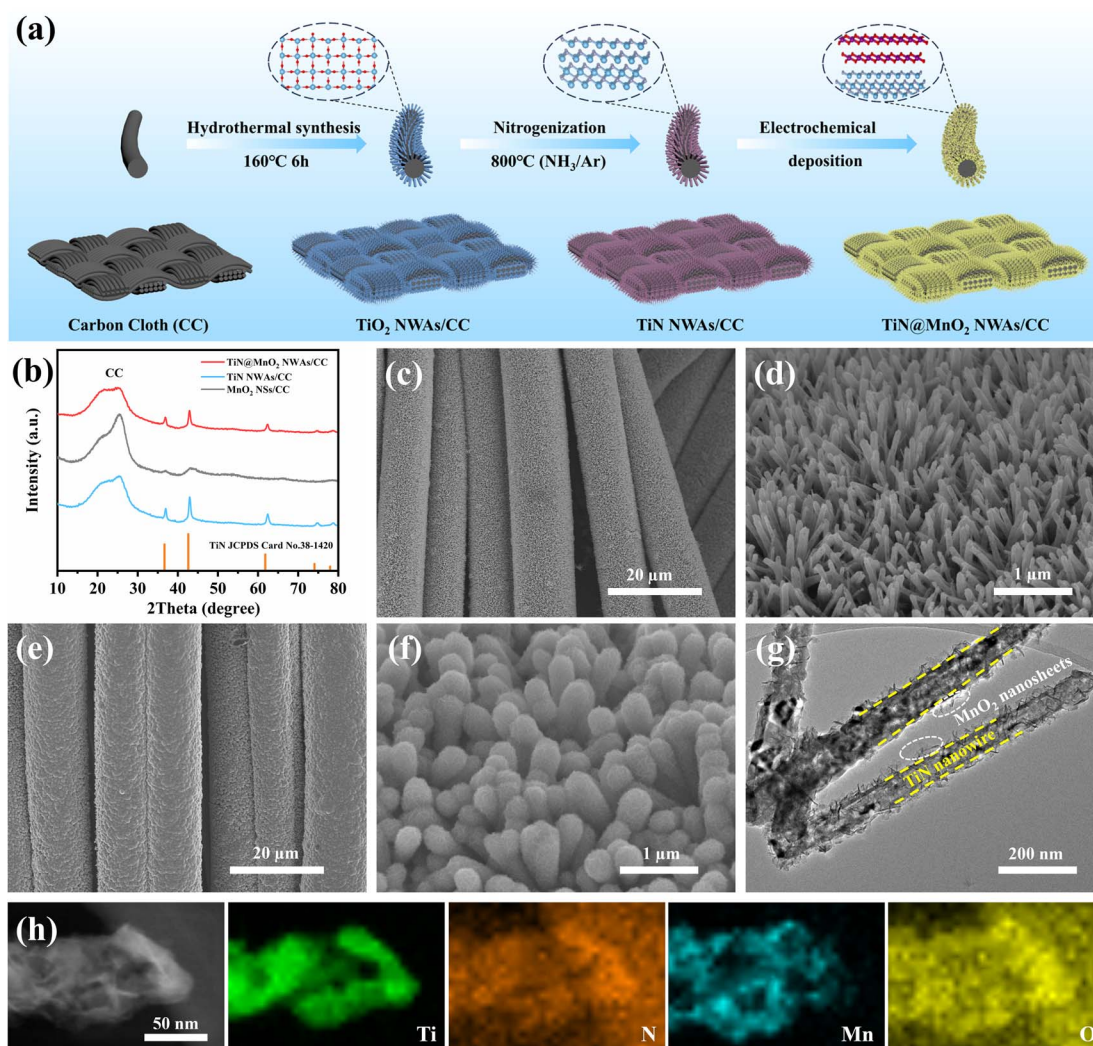 (a)
Hydrothermal synthesis
160℃ 6h
Nitrogenization
800℃ (NH₃/Ar)
Electrochemical
deposition
Carbon Cloth (CC)
TiO₂ NWAs/CC
TiN NWAs/CC
TiN@MnO₂ NWAs/CC
(b)
CC
TiN@MnO₂ NWAs/CC
TiN NWAs/CC
MnO₂ NSs/CC
Intensity (a.u.)
TiN JCPDS Card No.38-1420
10 20 30 40 50 60 70 80
2Theta (degree)
(c)
20 μm
(d)
1 μm
(e)
20 μm
(f)
1 μm
(g)
MnO₂ nanosheets
TiN nanowire
200 nm
(h)
50 nm
Ti
N
Mn
O